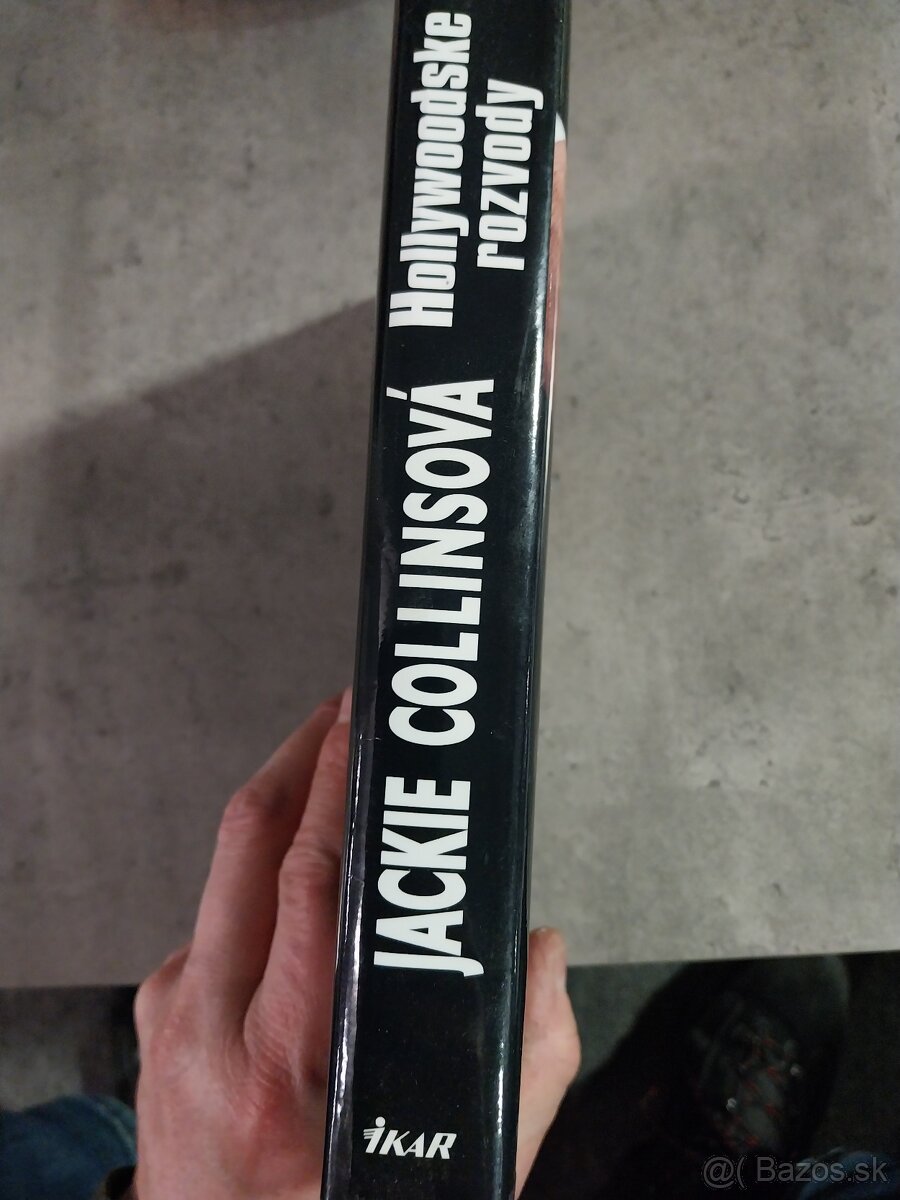 JACKIE COLLINSOVÁ
Hollywoodske
rozvody
iKAR
@( Bazos.sk